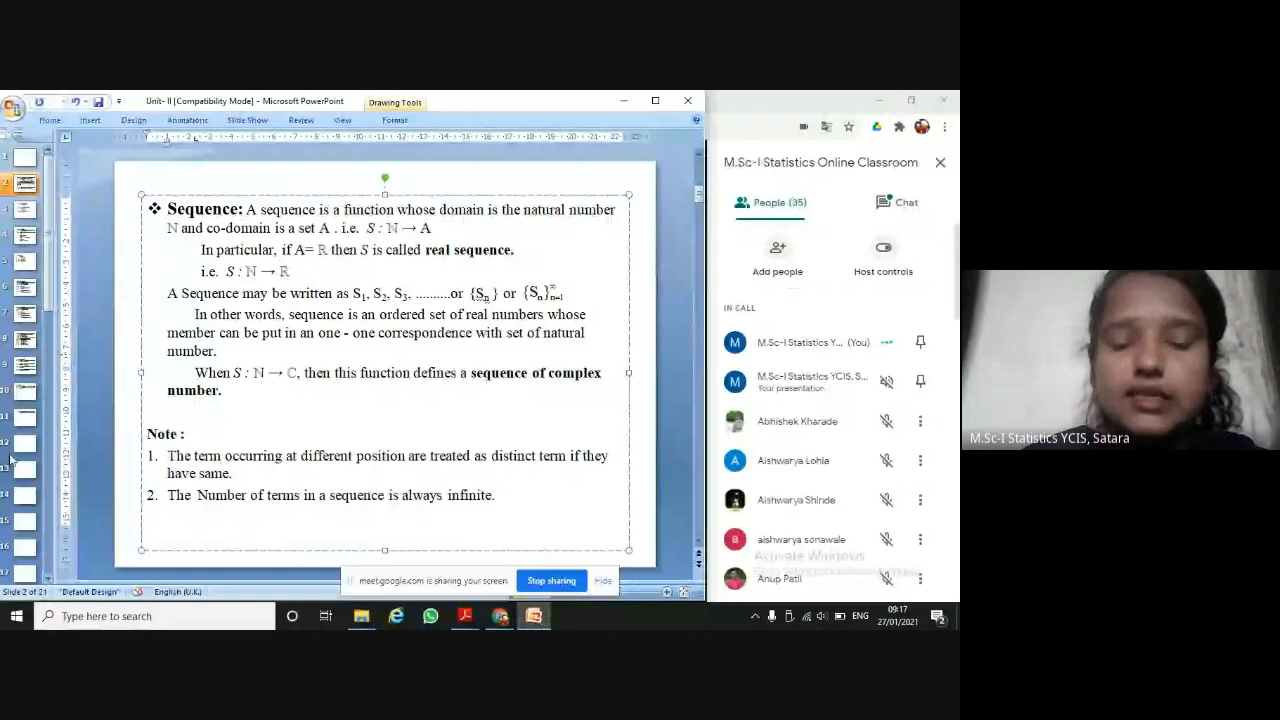 Unit- II [Compatibility Mode] - Microsoft PowerPoint
Drawing Tools
Home Insert Design Animations Slide Show Review View Format
❖ Sequence: A sequence is a function whose domain is the natural number
ℕ and co-domain is a set A . i.e. S : ℕ → A
In particular, if A= ℝ then S is called real sequence.
i.e. S : ℕ → ℝ
A Sequence may be written as S₁, S₂, S₃, ..........or {Sₙ} or {Sₙ}ₙ₌₁^∞
In other words, sequence is an ordered set of real numbers whose
member can be put in an one - one correspondence with set of natural
number.
When S : ℕ → ℂ, then this function defines a sequence of complex
number.
Note :
1. The term occurring at different position are treated as distinct term if they
have same.
2. The Number of terms in a sequence is always infinite.
meetgoogle.com is sharing your screen. Stop sharing Hide
Slide 2 of 21 "Default Design" English (U.K.)
M.Sc-I Statistics Online Classroom
People (35) Chat
Add people Host controls
IN CALL
M.Sc-I Statistics Y... (You)
M.Sc-I Statistics YCIS, S...
Your presentation
Abhishek Kharade
Aishwarya Lohla
Aishwarya Shinde
aishwarya sonawale
Activate Windows
Anup Patil
M.Sc-I Statistics YCIS, Satara
Type here to search
ENG
09:17
27/01/2021
2